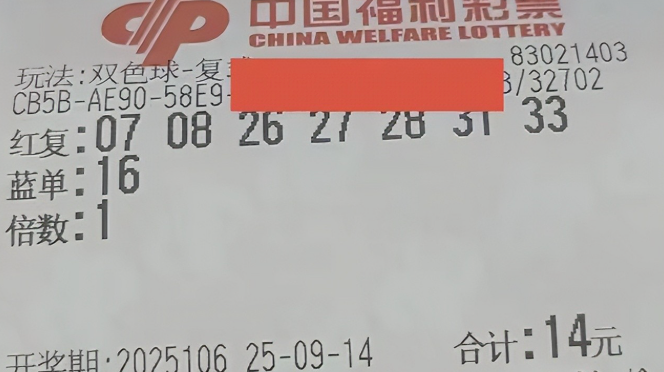 中国福利彩票
CHINA WELFARE LOTTERY
玩法:双色球-复 83021403
CB5B-AE90-58E9- /32702
红复:07 08 26 27 28 31 33
蓝单:16
倍数:1
开奖期:2025106 25-09-14 合计:14元